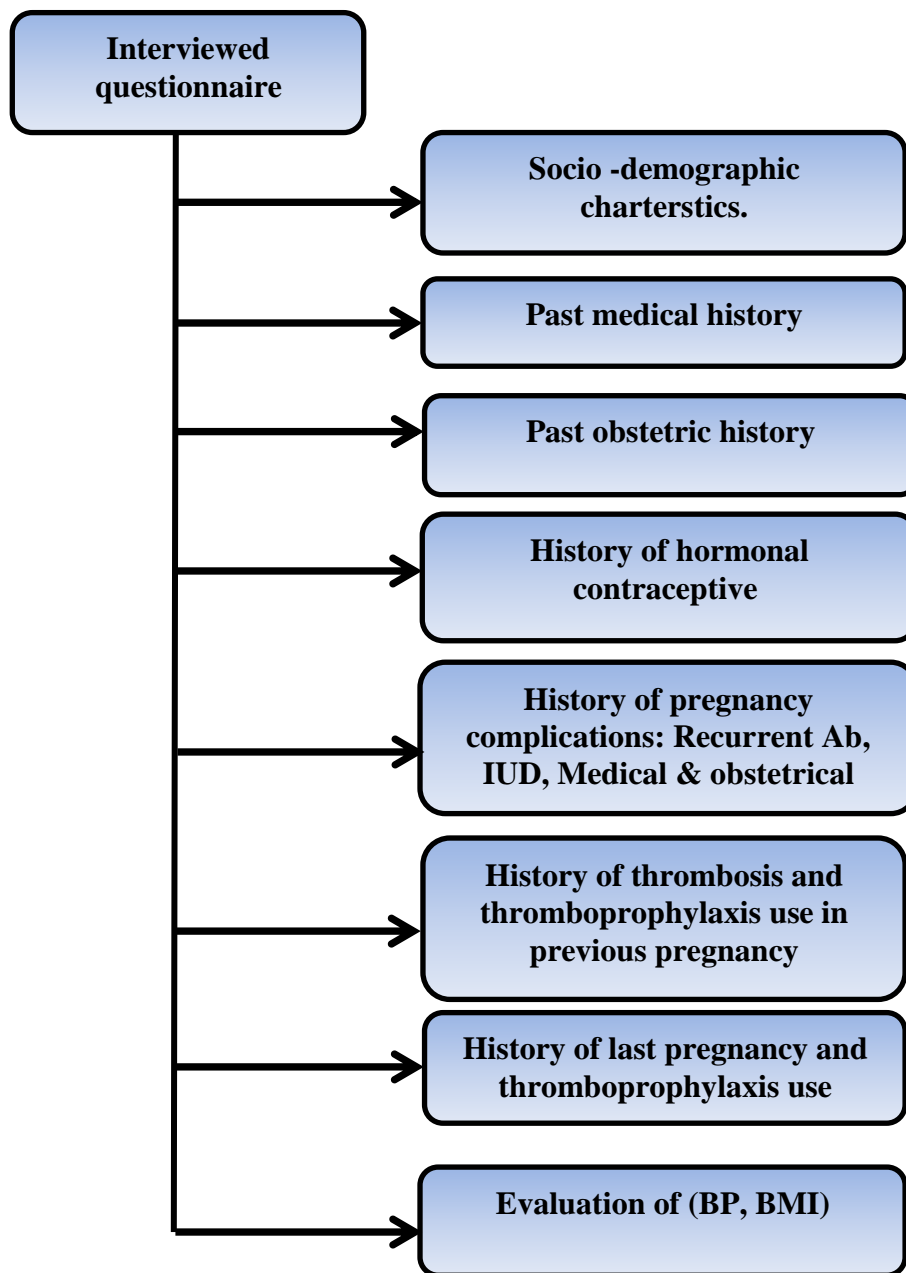 Interviewed
questionnaire
Socio -demographic
charterstics.
Past medical history
Past obstetric history
History of hormonal
contraceptive
History of pregnancy
complications: Recurrent Ab,
IUD, Medical & obstetrical
History of thrombosis and
thromboprophylaxis use in
previous pregnancy
History of last pregnancy and
thromboprophylaxis use
Evaluation of (BP, BMI)